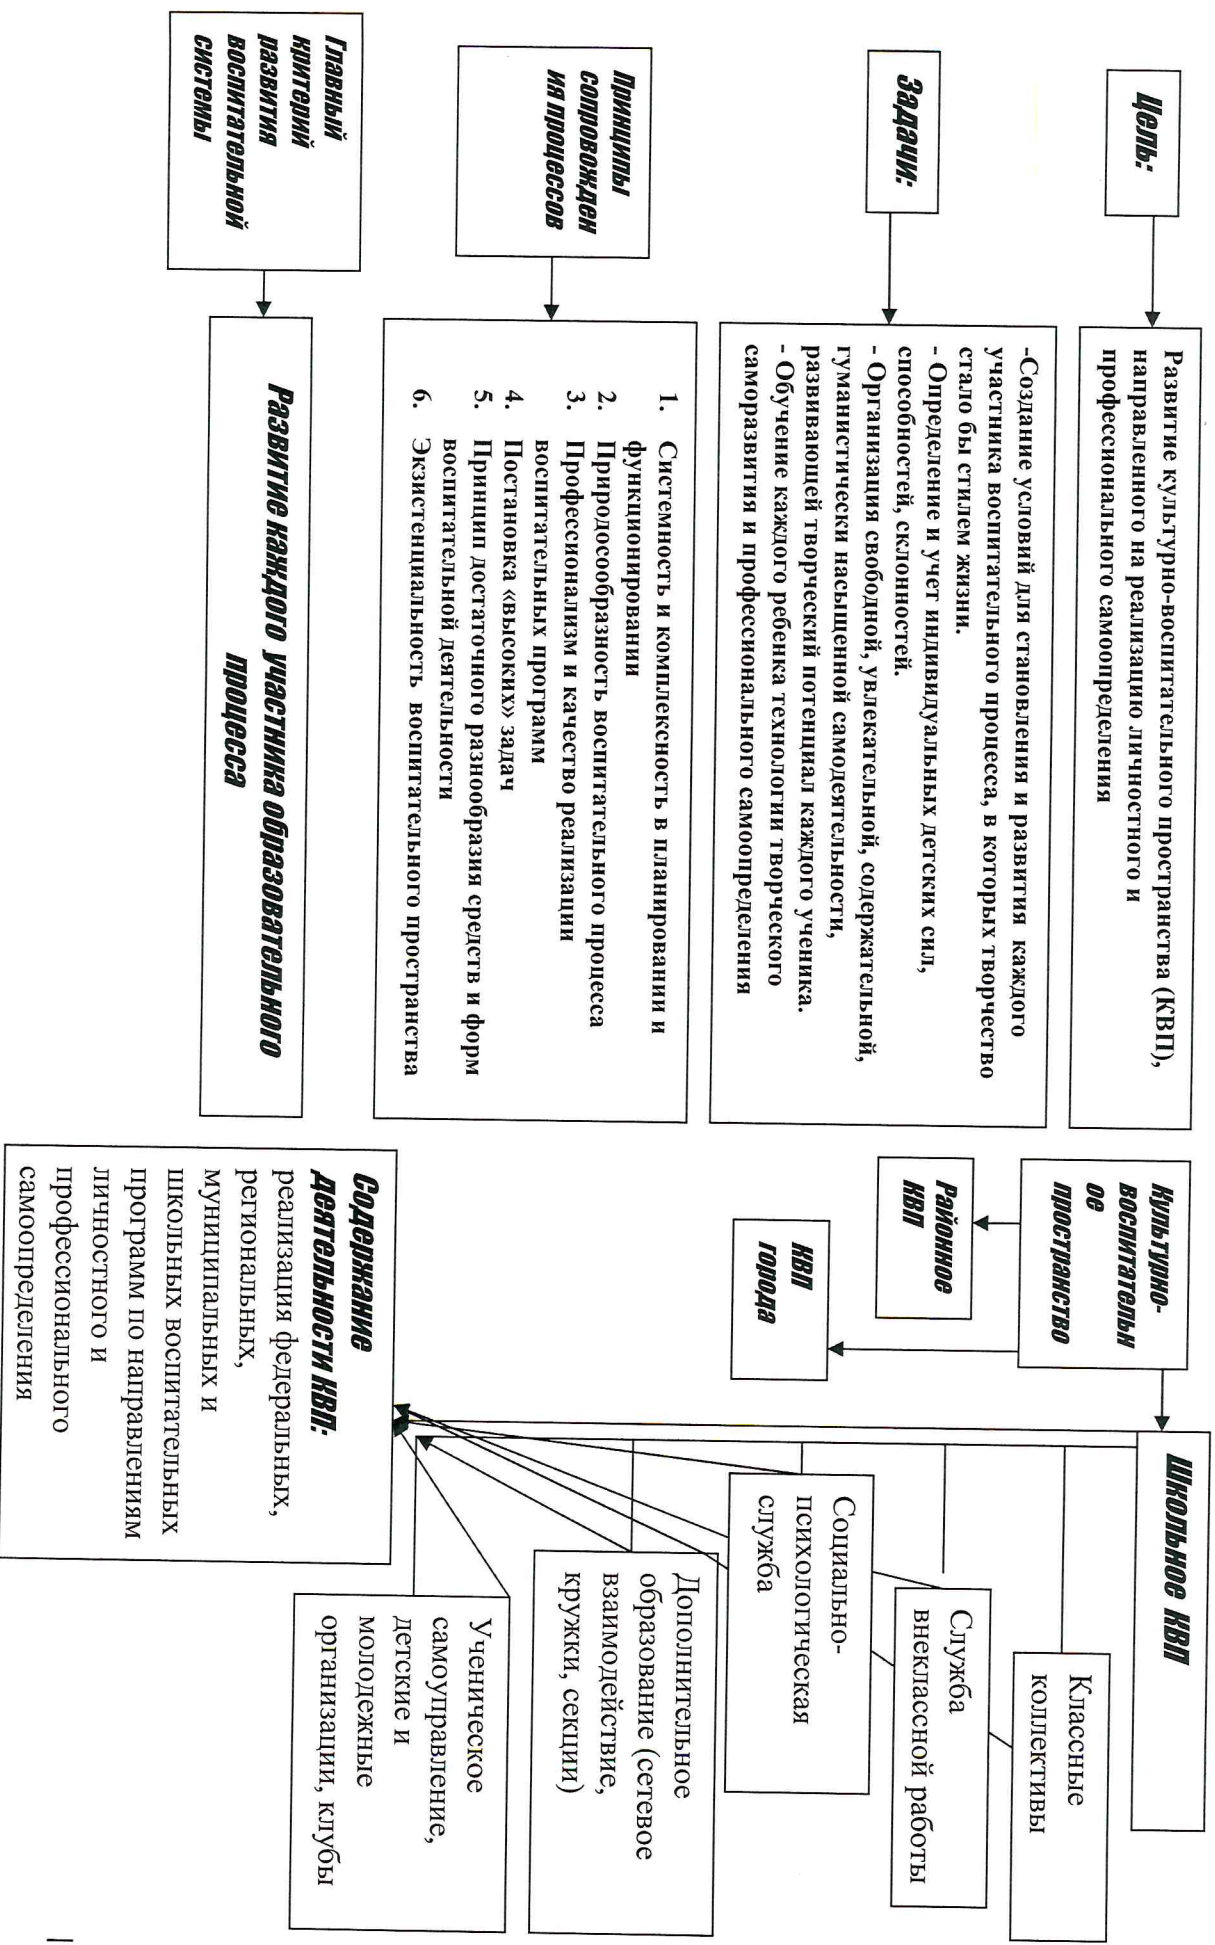 Цель:
Развитие культурно-воспитательного пространства (КВП),
направленного на реализацию личностного и
профессионального самоопределения
Задачи:
-Создание условий для становления и развития каждого
участника воспитательного процесса, в которых творчество
стало бы стилем жизни.
- Определение и учет индивидуальных детских сил,
способностей, склонностей.
- Организация свободной, увлекательной, содержательной,
гуманистически насыщенной самодеятельности,
развивающей творческий потенциал каждого ученика.
- Обучение каждого ребенка технологии творческого
саморазвития и профессионального самоопределения
Принципы
сопровожден
ия процессов
1. Системность и комплексность в планировании и
функционировании
2. Природосообразность воспитательного процесса
3. Профессионализм и качество реализации
воспитательных программ
4. Постановка «высоких» задач
5. Принцип достаточного разнообразия средств и форм
воспитательной деятельности
6. Экзистенциальность воспитательного пространства
Главный
критерий
развития
воспитательной
системы
Развитие каждого участника образовательного
процесса
Культурно-
воспитательн
ое
пространство
Районное
КВП
КВП
города
Школьное КВП
Классные
коллективы
Служба
внеклассной работы
Социально-
психологическая
служба
Дополнительное
образование (сетевое
взаимодействие,
кружки, секции)
Ученическое
самоуправление,
детские и
молодежные
организации, клубы
Содержание
деятельности КВП:
реализация федеральных,
региональных,
муниципальных и
школьных воспитательных
программ по направлениям
личностного и
профессионального
самоопределения